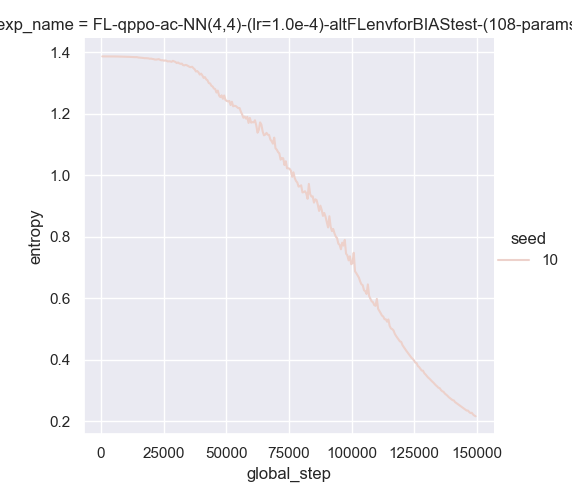 exp_name = FL-qppo-ac-NN(4,4)-(lr=1.0e-4)-altFLenvforBIAStest-(108-params
1.4
1.2
1.0
0.8
0.6
0.4
0.2
entropy
seed
10
0 25000 50000 75000 100000 125000 150000
global_step